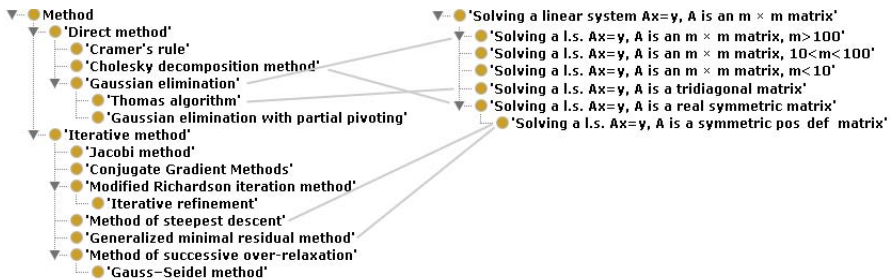 Method
'Direct method'
'Cramer's rule'
'Cholesky decomposition method'
'Gaussian elimination'
'Thomas algorithm'
'Gaussian elimination with partial pivoting'
'Iterative method'
'Jacobi method'
'Conjugate Gradient Methods'
'Modified Richardson iteration method'
'Iterative refinement'
'Method of steepest descent'
'Generalized minimal residual method'
'Method of successive over-relaxation'
'Gauss–Seidel method'
'Solving a linear system Ax=y, A is an m × m matrix'
'Solving a l.s. Ax=y, A is an m × m matrix, m>100'
'Solving a l.s. Ax=y, A is an m × m matrix, 10<m<100'
'Solving a l.s. Ax=y, A is an m × m matrix, m<10'
'Solving a l.s. Ax=y, A is a tridiagonal matrix'
'Solving a l.s. Ax=y, A is a real symmetric matrix'
'Solving a l.s. Ax=y, A is a symmetric pos def matrix'